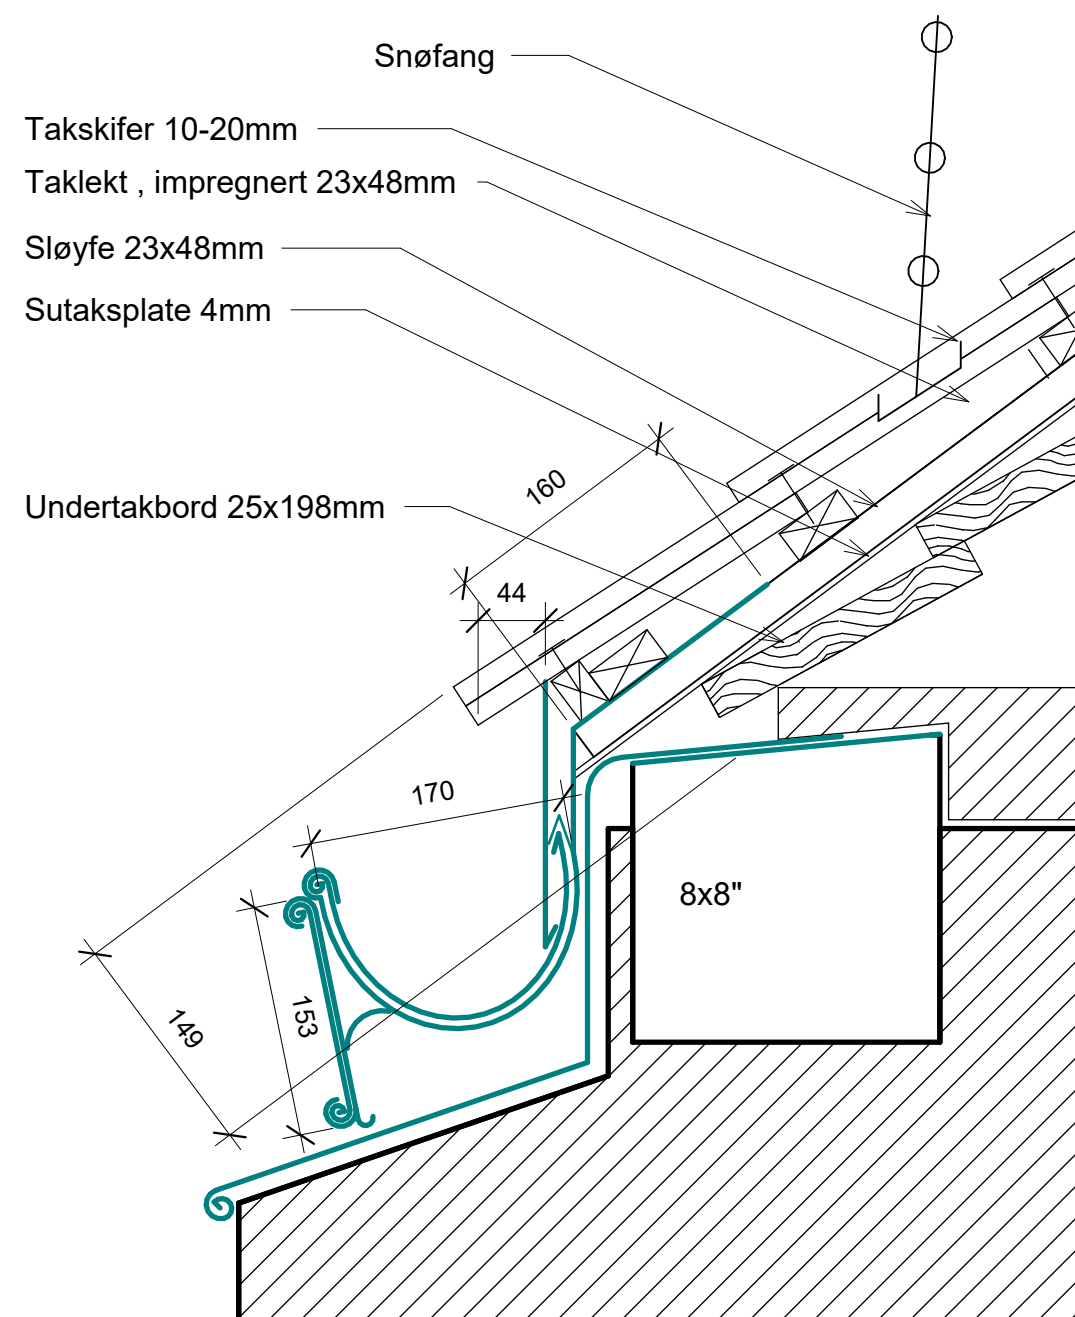 Snøfang
Takskifer 10-20mm
Taklekt , impregnert 23x48mm
Sløyfe 23x48mm
Sutaksplate 4mm
160
Undertakbord 25x198mm
44
170
8x8"
153
149